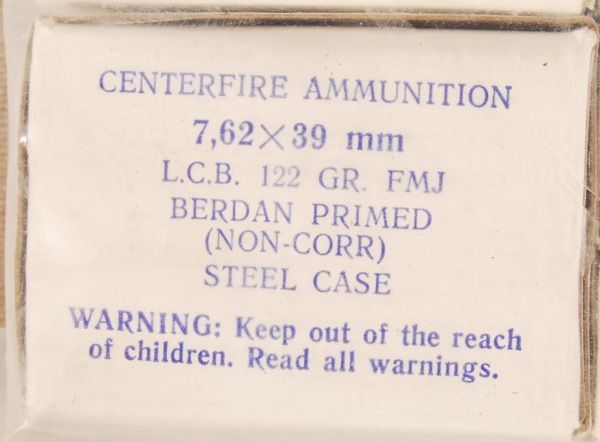 CENTERFIRE AMMUNITION
7,62×39 mm
L.C.B. 122 GR. FMJ
BERDAN PRIMED
(NON-CORR)
STEEL CASE
WARNING: Keep out of the reach
of children. Read all warnings.